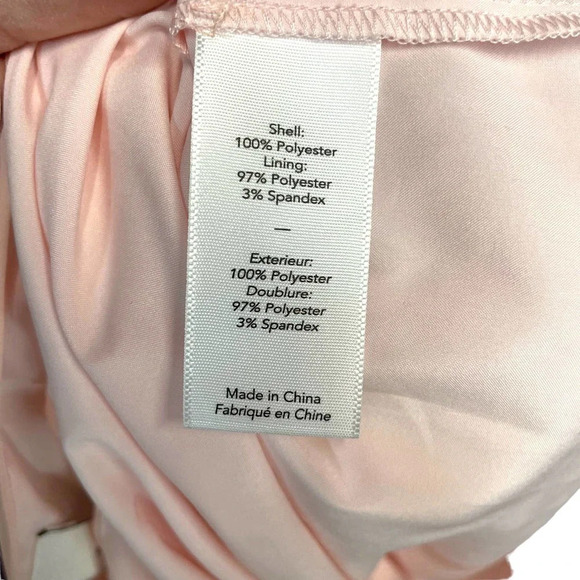 Shell:
100% Polyester
Lining:
97% Polyester
3% Spandex
—
Exterieur:
100% Polyester
Doublure:
97% Polyester
3% Spandex
Made in China
Fabriqué en Chine